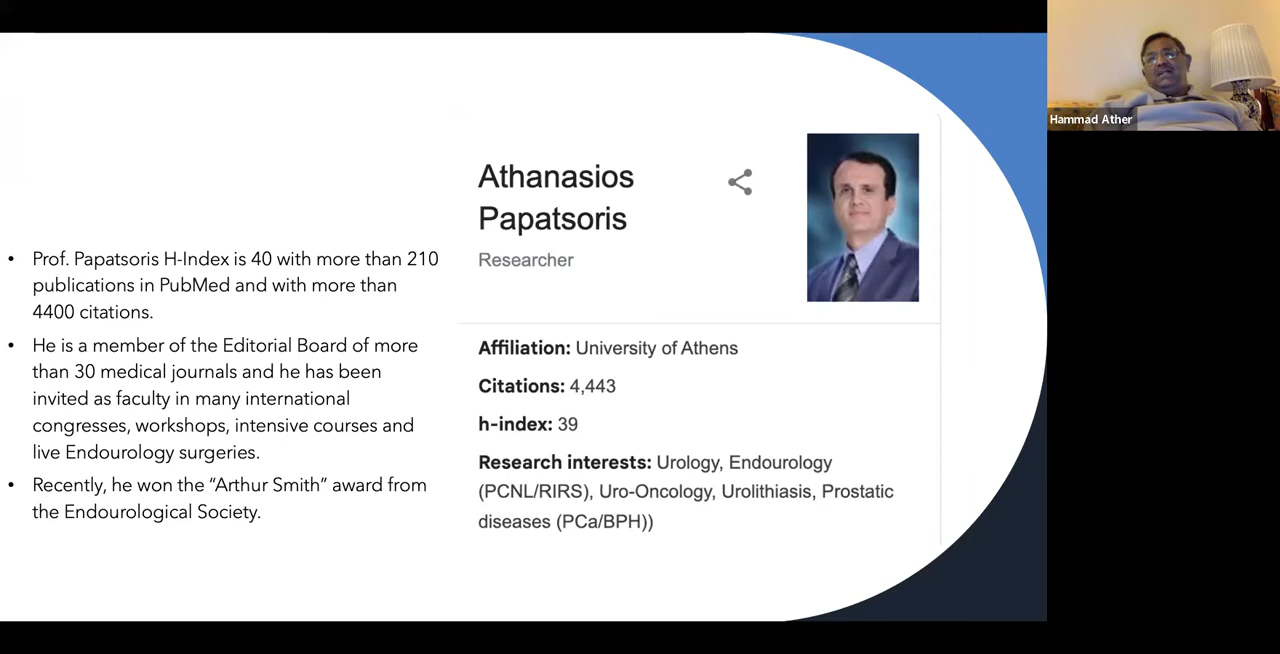 Hammad Ather
Athanasios
Papatsoris
Researcher
• Prof. Papatsoris H-Index is 40 with more than 210
publications in PubMed and with more than
4400 citations.
• He is a member of the Editorial Board of more
than 30 medical journals and he has been
invited as faculty in many international
congresses, workshops, intensive courses and
live Endourology surgeries.
• Recently, he won the “Arthur Smith” award from
the Endourological Society.
Affiliation: University of Athens
Citations: 4,443
h-index: 39
Research interests: Urology, Endourology
(PCNL/RIRS), Uro-Oncology, Urolithiasis, Prostatic
diseases (PCa/BPH))